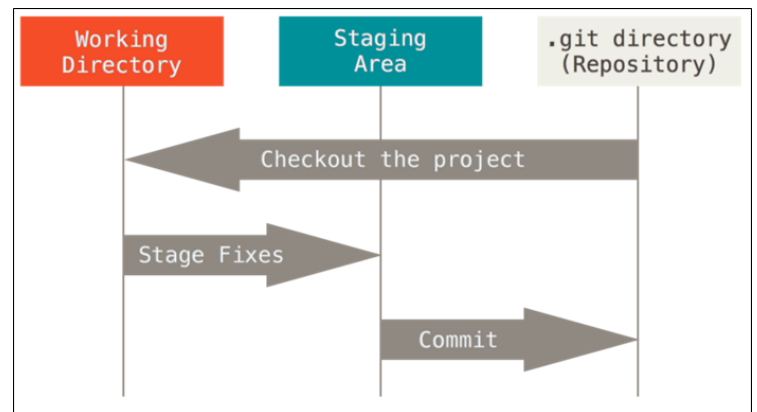 Working
Directory
Staging
Area
.git directory
(Repository)
Checkout the project
Stage Fixes
Commit